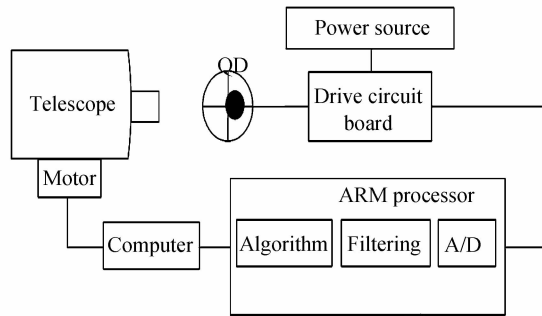 Power source
QD
Telescope
Drive circuit
board
Motor
ARM processor
Computer
Algorithm
Filtering
A/D